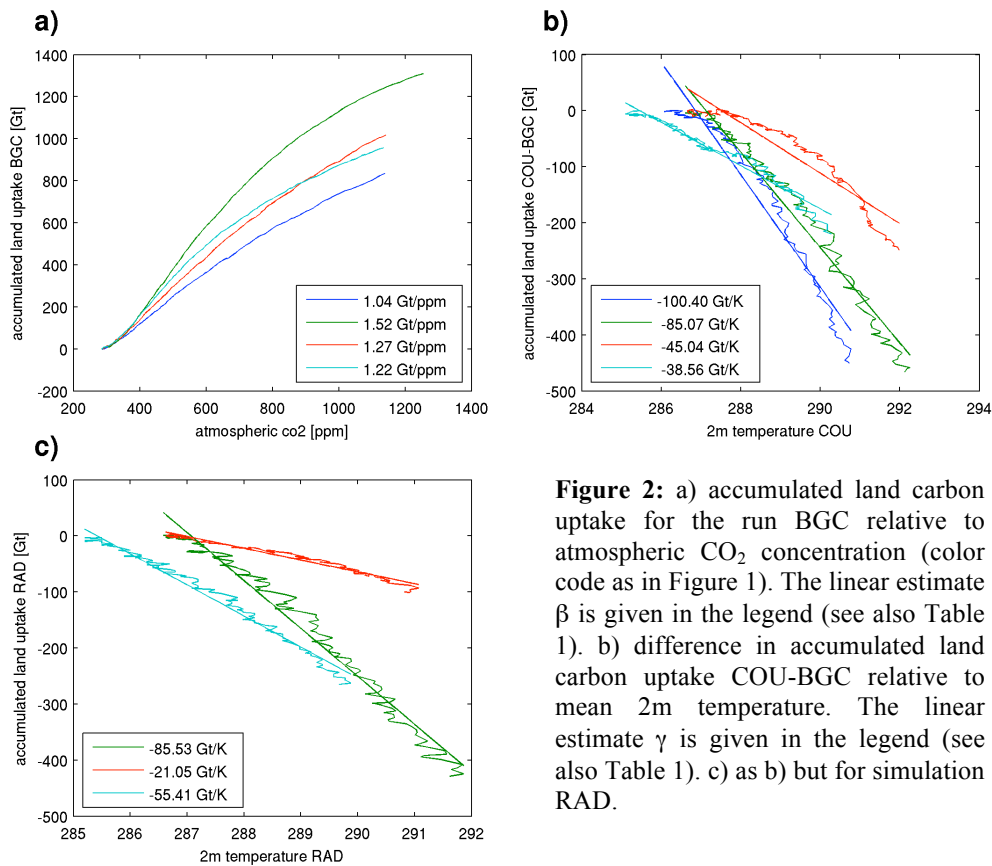 a)
1400
1200
1000
800
600
400
200
0
-200
200
400
600
800
1000
1200
1400
accumulated land uptake BGC [Gt]
atmospheric co2 [ppm]
1.04 Gt/ppm
1.52 Gt/ppm
1.27 Gt/ppm
1.22 Gt/ppm
b)
100
0
-100
-200
-300
-400
-500
284
286
288
290
292
294
accumulated land uptake COU-BGC [Gt]
2m temperature COU
-100.40 Gt/K
-85.07 Gt/K
-45.04 Gt/K
-38.56 Gt/K
c)
100
0
-100
-200
-300
-400
-500
285
286
287
288
289
290
291
292
accumulated land uptake RAD [Gt]
2m temperature RAD
-85.53 Gt/K
-21.05 Gt/K
-55.41 Gt/K
Figure 2: a) accumulated land carbon
uptake for the run BGC relative to
atmospheric CO₂ concentration (color
code as in Figure 1). The linear estimate
β is given in the legend (see also Table
1). b) difference in accumulated land
carbon uptake COU-BGC relative to
mean 2m temperature. The linear
estimate γ is given in the legend (see
also Table 1). c) as b) but for simulation
RAD.